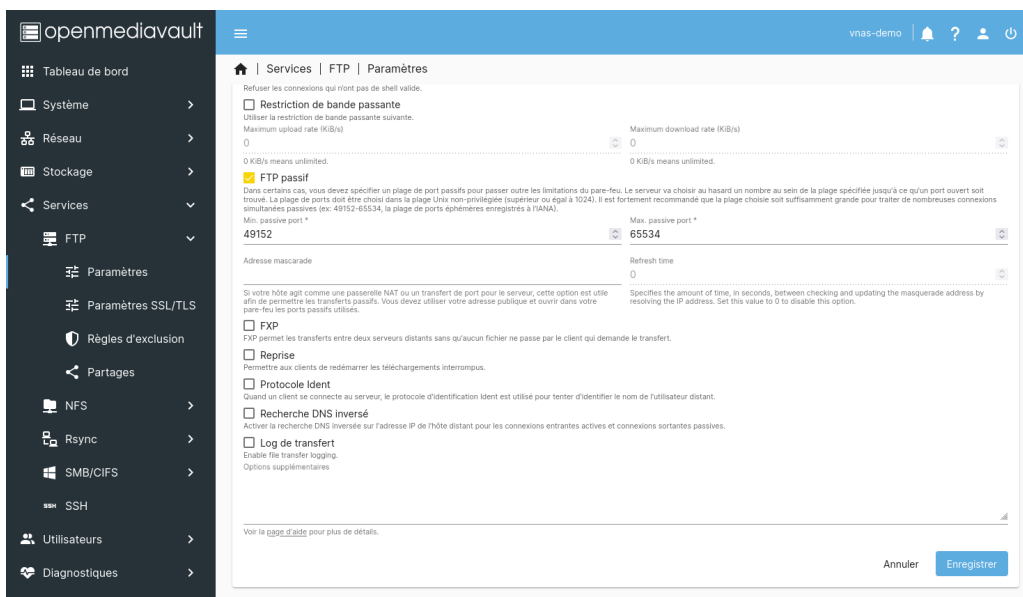 openmediavault
vnas-demo
Tableau de bord
Système
Réseau
Stockage
Services
FTP
Paramètres
Paramètres SSL/TLS
Règles d'exclusion
Partages
NFS
Rsync
SMB/CIFS
SSH
SSH
Utilisateurs
Diagnostiques
| Services | FTP | Paramètres
Refuser les connexions qui n'ont pas de shell valide.
Restriction de bande passante
Utiliser la restriction de bande passante suivante.
Maximum upload rate (KiB/s)
0
0 KiB/s means unlimited.
Maximum download rate (KiB/s)
0
0 KiB/s means unlimited.
FTP passif
Dans certains cas, vous devez spécifier un plage de port passifs pour passer outre les limitations du pare-feu. Le serveur va choisir au hasard un nombre au sein de la plage spécifiée jusqu'à ce qu'un port ouvert soit
trouvé. La plage de ports doit être choisi dans la plage Unix non-privilégiée (supérieur ou égal à 1024). Il est fortement recommandé que la plage choisie soit suffisamment grande pour traiter de nombreuses connexions
simultanées passives (ex: 49152-65534, la plage de ports éphémères enregistrés à l'IANA).
Min. passive port *
49152
Max. passive port *
65534
Adresse mascarade
Si votre hôte agit comme une passerelle NAT ou un transfert de port pour le serveur, cette option est utile
afin de permettre les transferts passifs. Vous devez utiliser votre adresse publique et ouvrir dans votre
pare-feu les ports passifs utilisés.
Refresh time
0
Specifies the amount of time, in seconds, between checking and updating the masquerade address by
resolving the IP address. Set this value to 0 to disable this option.
FXP
FXP permet les transferts entre deux serveurs distants sans qu'aucun fichier ne passe par le client qui demande le transfert.
Reprise
Permettre aux clients de redémarrer les téléchargements interrompus.
Protocole Ident
Quand un client se connecte au serveur, le protocole d'identification Ident est utilisé pour tenter d'identifier le nom de l'utilisateur distant.
Recherche DNS inversé
Activer la recherche DNS inversée sur l'adresse IP de l'hôte distant pour les connexions entrantes actives et connexions sortantes passives.
Log de transfert
Enable file transfer logging.
Options supplémentaires
Voir la page d'aide pour plus de détails.
Annuler
Enregistrer